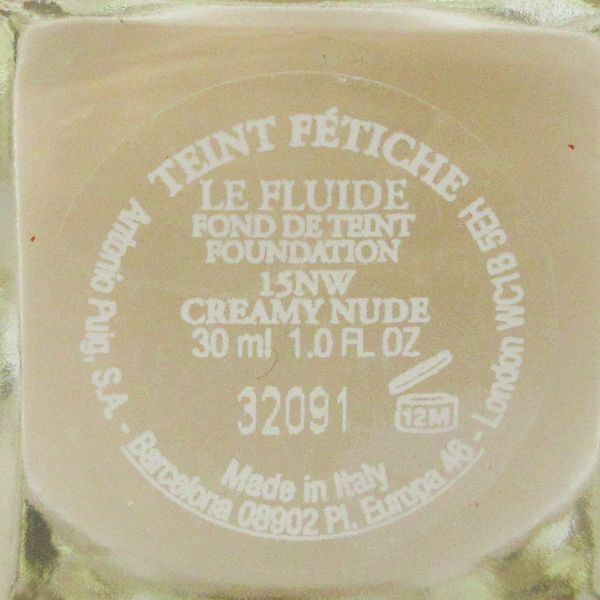 TEINT FÉTICHE
LE FLUIDE
FOND DE TEINT
FOUNDATION
15NW
CREAMY NUDE
30 ml 1.0 FL OZ
32091
12M
Made in Italy
Antonio Puig, S.A. - Barcelona 08902 Pl. Europa 46 - London WC1B 5EH